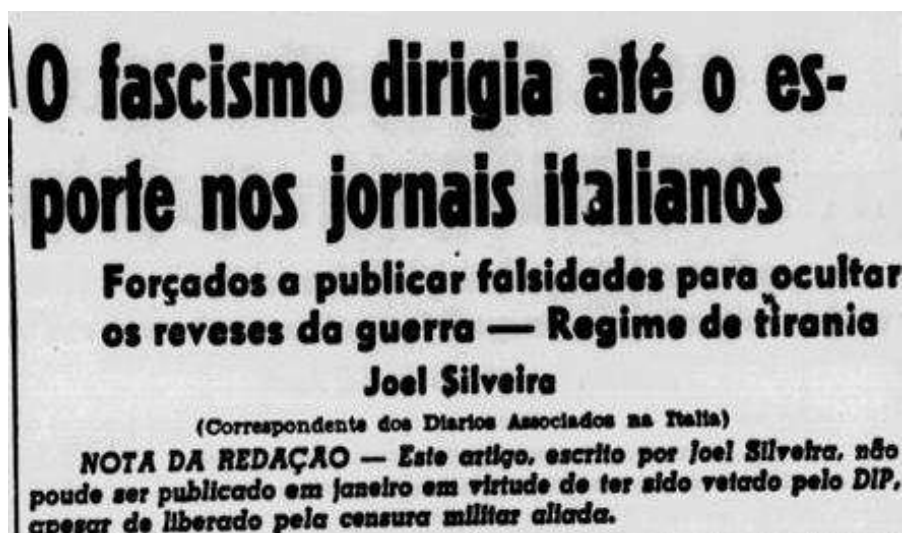 O fascismo dirigia até o es-
porte nos jornais italianos
Forçados a publicar falsidades para ocultar
os reveses da guerra — Regime de tirania
Joel Silveira
(Correspondente dos Diarios Associados na Italia)
NOTA DA REDAÇÃO — Este artigo, escrito por Joel Silveira, não
poude ser publicado em janeiro em virtude de ter sido vetado pelo DIP,
apesar de liberado pela censura militar aliada.